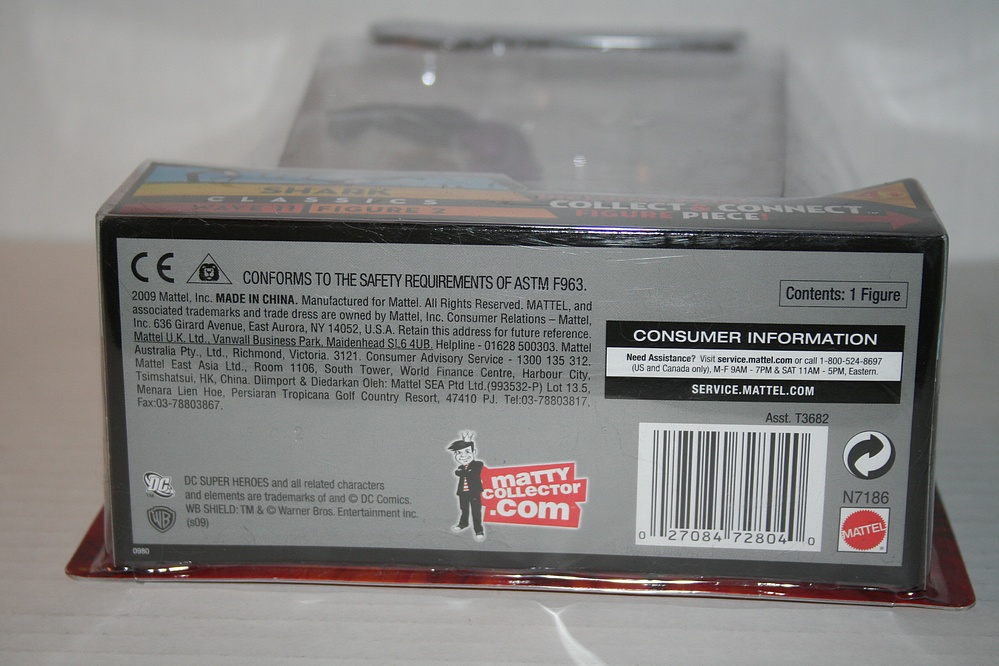 SHARK
CLASSICS
WAVE 11 FIGURE 2
COLLECT & CONNECT™
FIGURE PIECE!
CE
CONFORMS TO THE SAFETY REQUIREMENTS OF ASTM F963.
2009 Mattel, Inc. MADE IN CHINA. Manufactured for Mattel. All Rights Reserved. MATTEL, and
associated trademarks and trade dress are owned by Mattel, Inc. Consumer Relations – Mattel,
Inc. 636 Girard Avenue, East Aurora, NY 14052, U.S.A. Retain this address for future reference.
Mattel U.K. Ltd., Vanwall Business Park, Maidenhead SL6 4UB. Helpline - 01628 500303. Mattel
Australia Pty., Ltd., Richmond, Victoria. 3121. Consumer Advisory Service - 1300 135 312.
Mattel East Asia Ltd., Room 1106, South Tower, World Finance Centre, Harbour City,
Tsimshatsui, HK, China. Diimport & Diedarkan Oleh: Mattel SEA Ptd Ltd.(993532-P) Lot 13.5,
Menara Lien Hoe, Persiaran Tropicana Golf Country Resort, 47410 PJ. Tel:03-78803817,
Fax:03-78803867.
Contents: 1 Figure
CONSUMER INFORMATION
Need Assistance? Visit service.mattel.com or call 1-800-524-8697
(US and Canada only), M-F 9AM - 7PM & SAT 11AM - 5PM, Eastern.
SERVICE.MATTEL.COM
Asst. T3682
0 27084 72804 0
N7186
MATTEL®
DC™
WB
DC SUPER HEROES and all related characters
and elements are trademarks of and © DC Comics.
WB SHIELD: TM & © Warner Bros. Entertainment Inc.
(s09)
maTTY
COLLECTOR
.com
0980